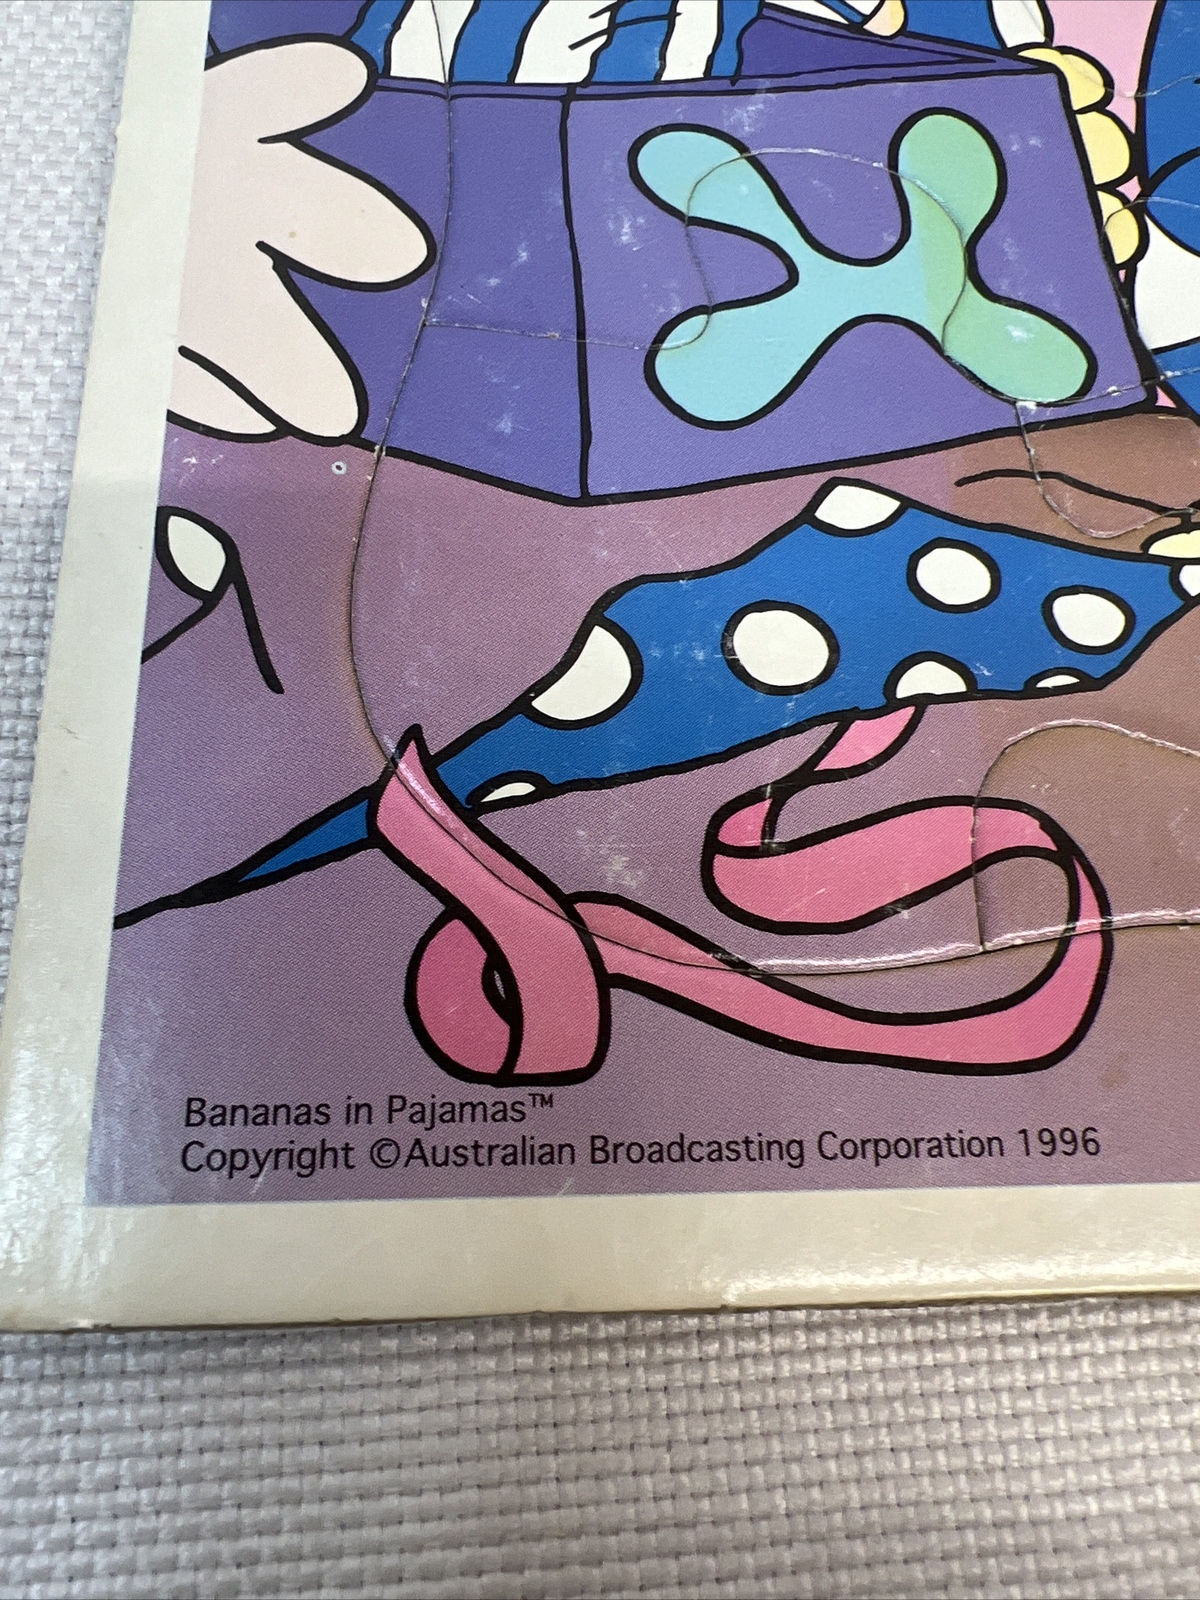 Bananas in Pajamas™
Copyright ©Australian Broadcasting Corporation 1996